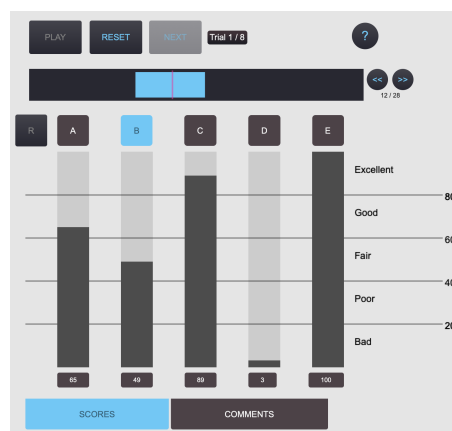 PLAY RESET NEXT Trial 1 / 8 ?
<< >>
12 / 28
R A B C D E
Excellent
80
Good
60
Fair
40
Poor
20
Bad
65 49 89 3 100
SCORES COMMENTS